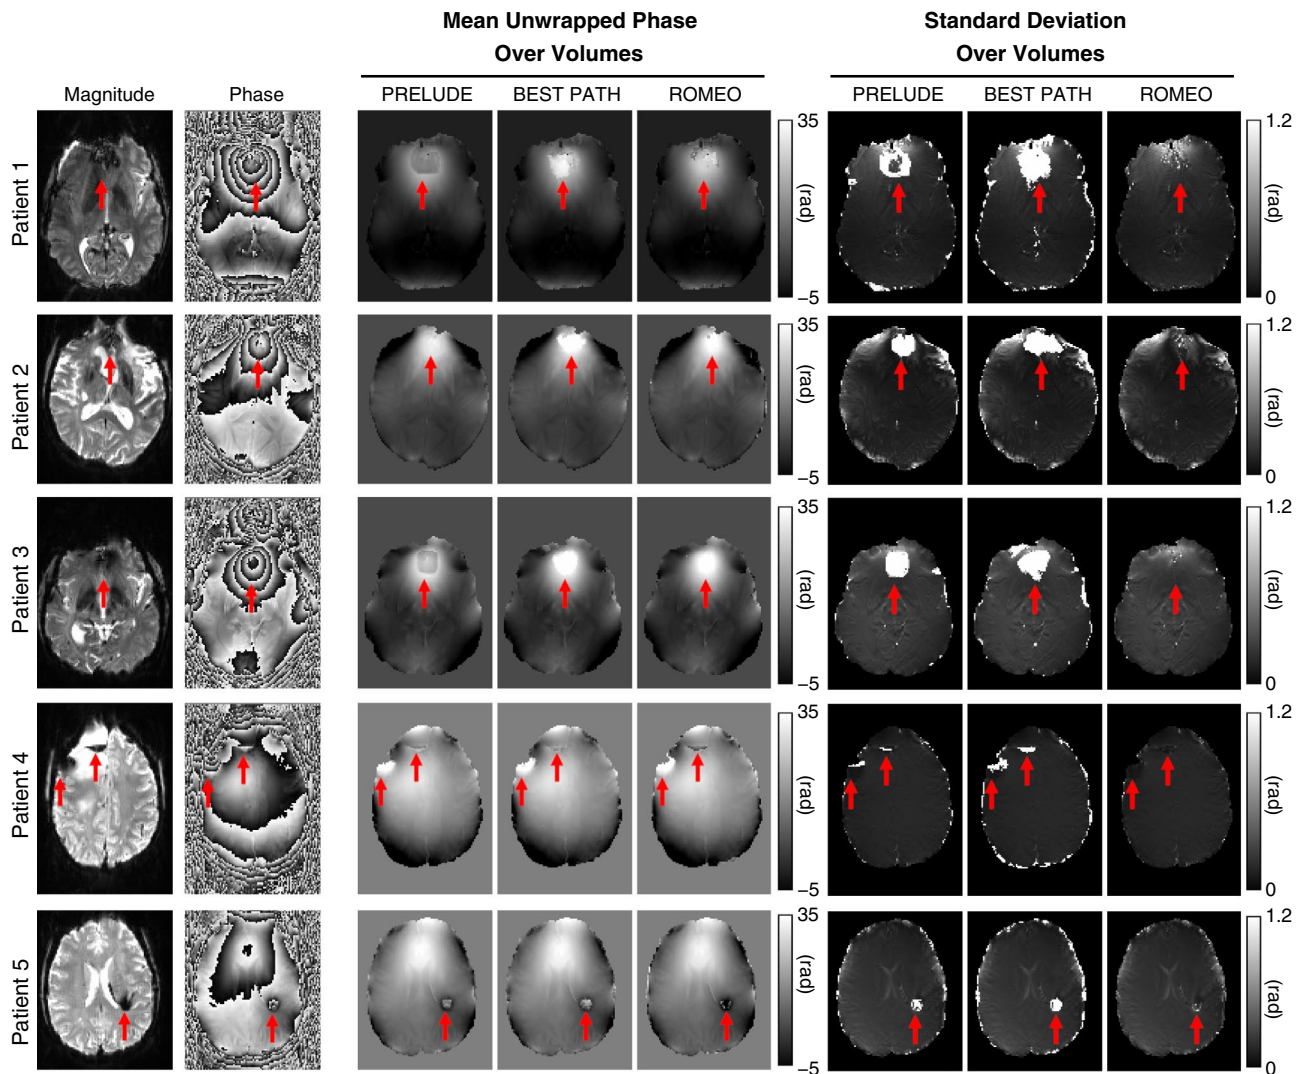 Mean Unwrapped Phase
Over Volumes
Standard Deviation
Over Volumes
Magnitude
Phase
PRELUDE
BEST PATH
ROMEO
PRELUDE
BEST PATH
ROMEO
Patient 1
35
(rad)
−5
1.2
(rad)
0
Patient 2
35
(rad)
−5
1.2
(rad)
0
Patient 3
35
(rad)
−5
1.2
(rad)
0
Patient 4
35
(rad)
−5
1.2
(rad)
0
Patient 5
35
(rad)
−5
1.2
(rad)
0